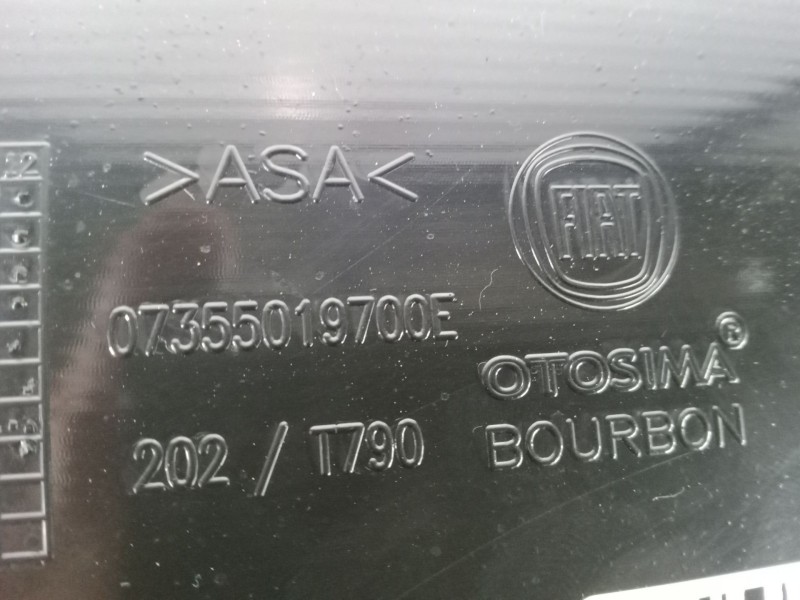 >ASA<
FIAT
07355019700E
OTOSIMA®
202 / T790
BOURBON